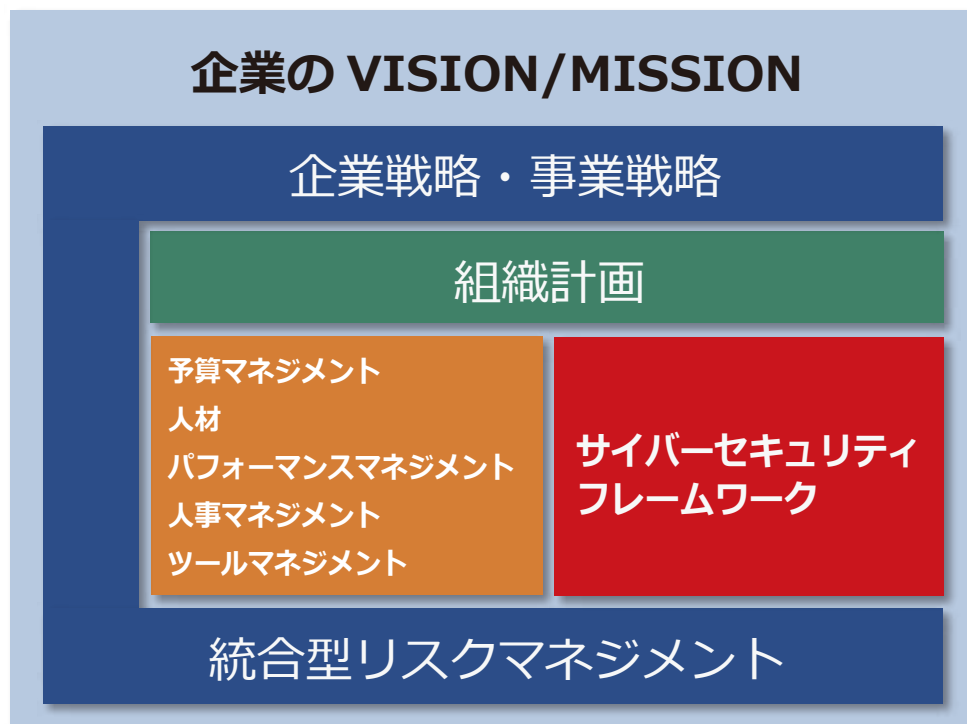 企業の VISION/MISSION
企業戦略・事業戦略
組織計画
予算マネジメント
人材
パフォーマンスマネジメント
人事マネジメント
ツールマネジメント
サイバーセキュリティ
フレームワーク
統合型リスクマネジメント